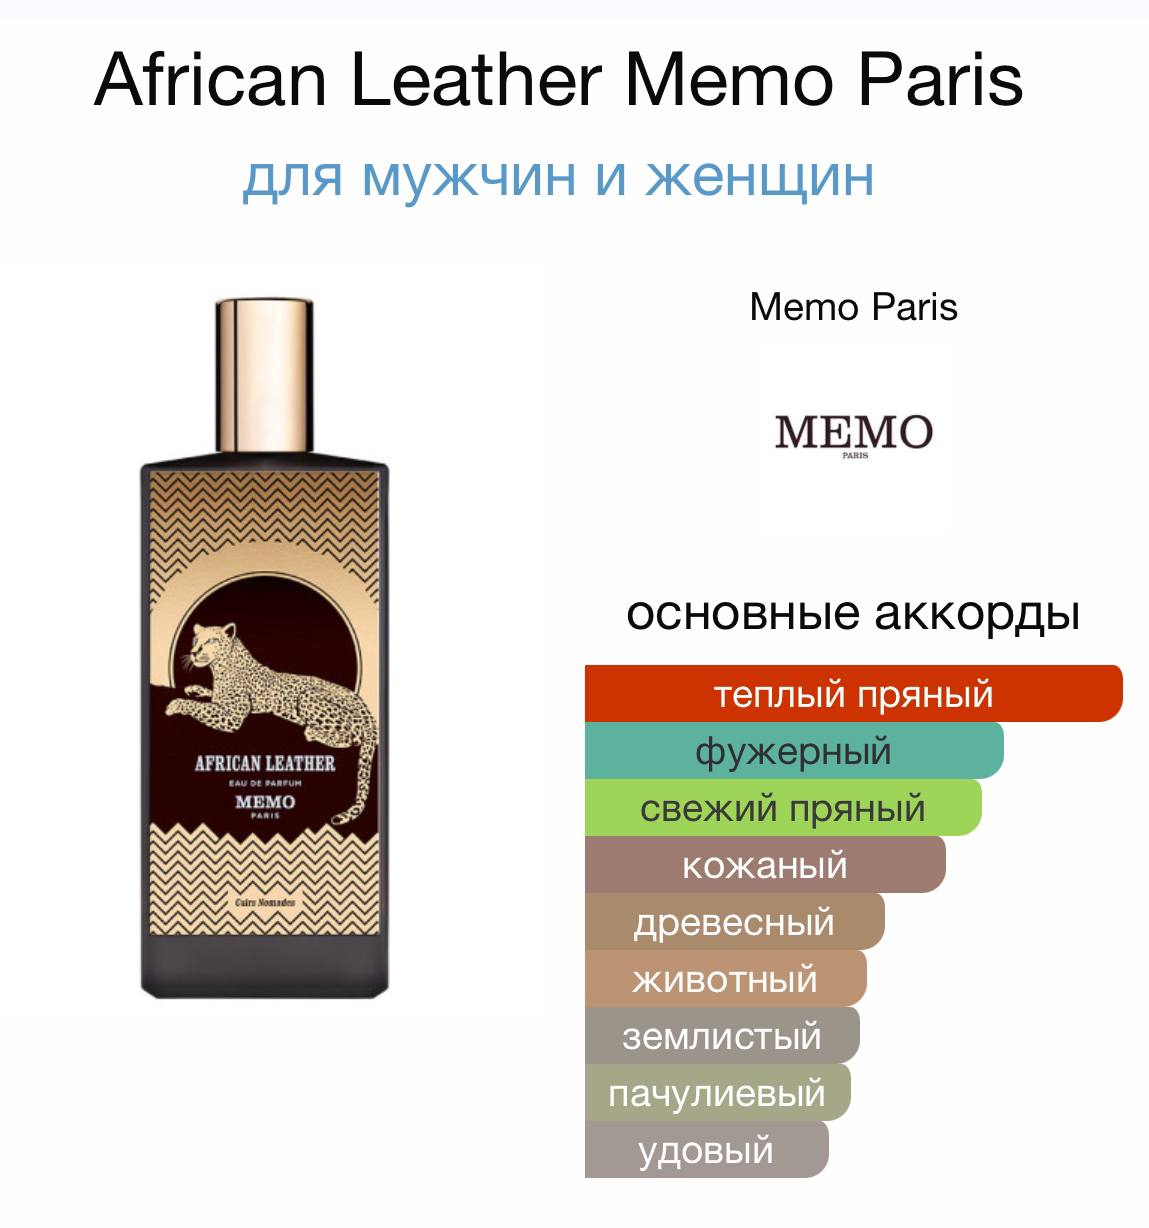 African Leather Memo Paris
для мужчин и женщин
Memo Paris
MEMO
PARIS
AFRICAN LEATHER
EAU DE PARFUM
MEMO
PARIS
Cuirs Nomades
основные аккорды
теплый пряный
фужерный
свежий пряный
кожаный
древесный
животный
землистый
пачулиевый
удовый